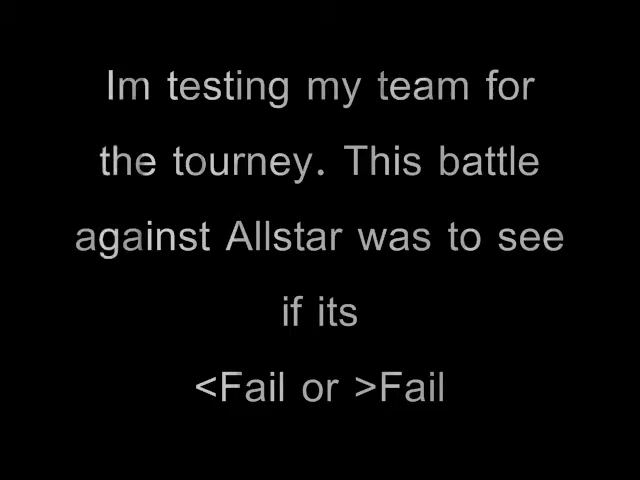 Im testing my team for
the tourney. This battle
against Allstar was to see
if its
<Fail or >Fail